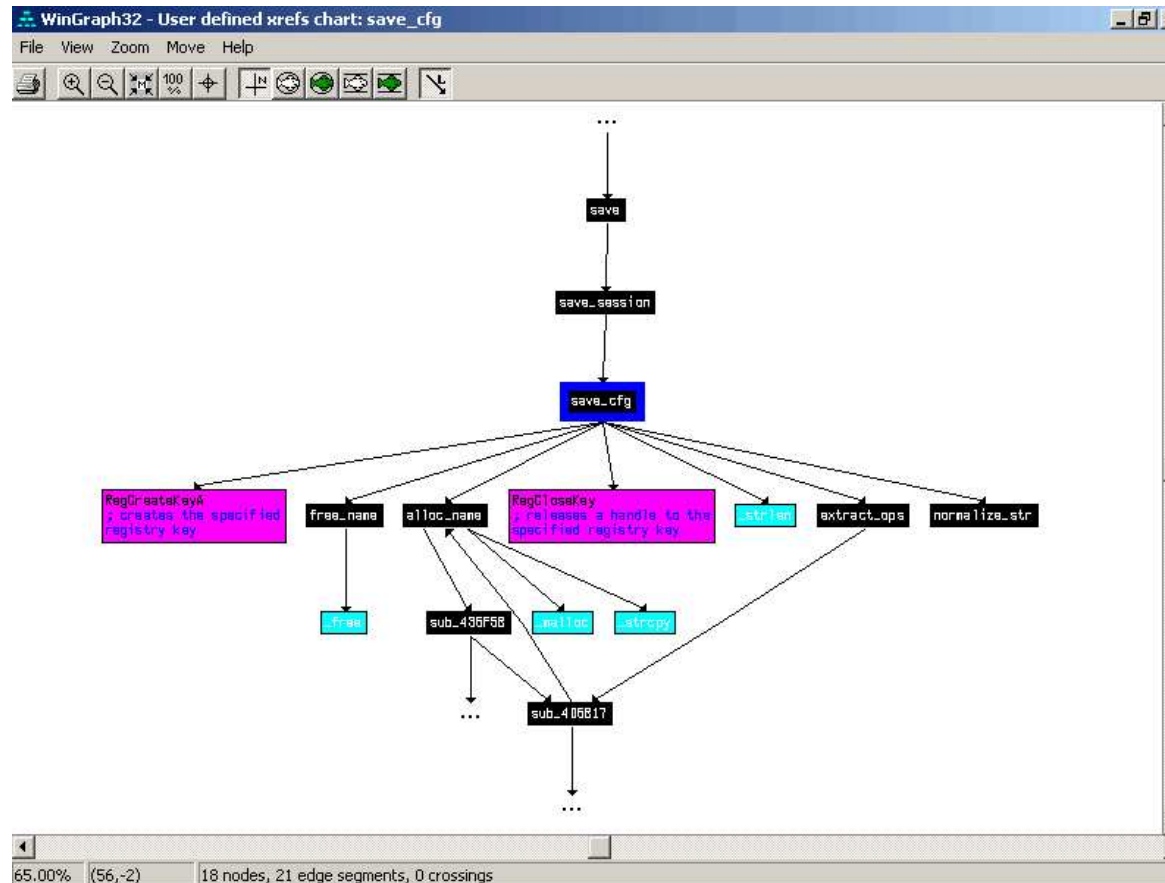 WinGraph32 - User defined xrefs chart: save_cfg
File View Zoom Move Help
100
%
N
...
save
save_session
save_cfg
RegCreateKeyA
; creates the specified
registry key
free_name
alloc_name
RegCloseKey
; releases a handle to the
specified registry key
_strlen
extract_ops
normalize_str
_free
sub_436F58
_malloc
_strcpy
...
sub_406B17
...
65.00% (56,-2) 18 nodes, 21 edge segments, 0 crossings